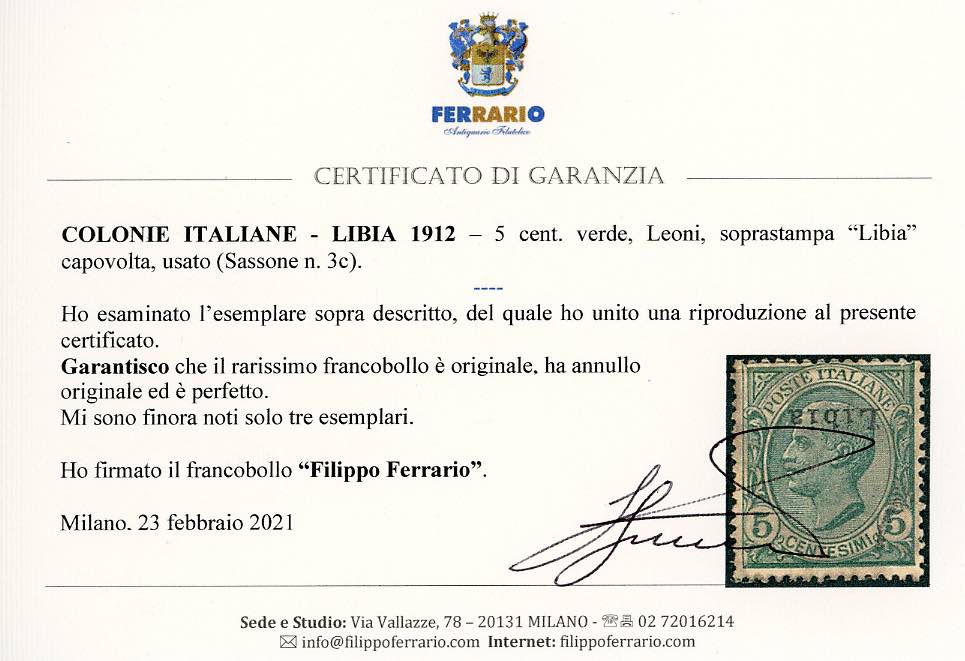 FERRARIO
Antiquario Filatelico
CERTIFICATO DI GARANZIA
COLONIE ITALIANE - LIBIA 1912 – 5 cent. verde, Leoni, soprastampa “Libia”
capovolta, usato (Sassone n. 3c).
----
Ho esaminato l’esemplare sopra descritto, del quale ho unito una riproduzione al presente
certificato.
Garantisco che il rarissimo francobollo è originale, ha annullo
originale ed è perfetto.
Mi sono finora noti solo tre esemplari.
Ho firmato il francobollo “Filippo Ferrario”.
Milano, 23 febbraio 2021
POSTE ITALIANE
Libia
5 CENTESIMI 5
Sede e Studio: Via Vallazze, 78 – 20131 MILANO - ☏ 02 72016214
✉ info@filippoferrario.com Internet: filippoferrario.com